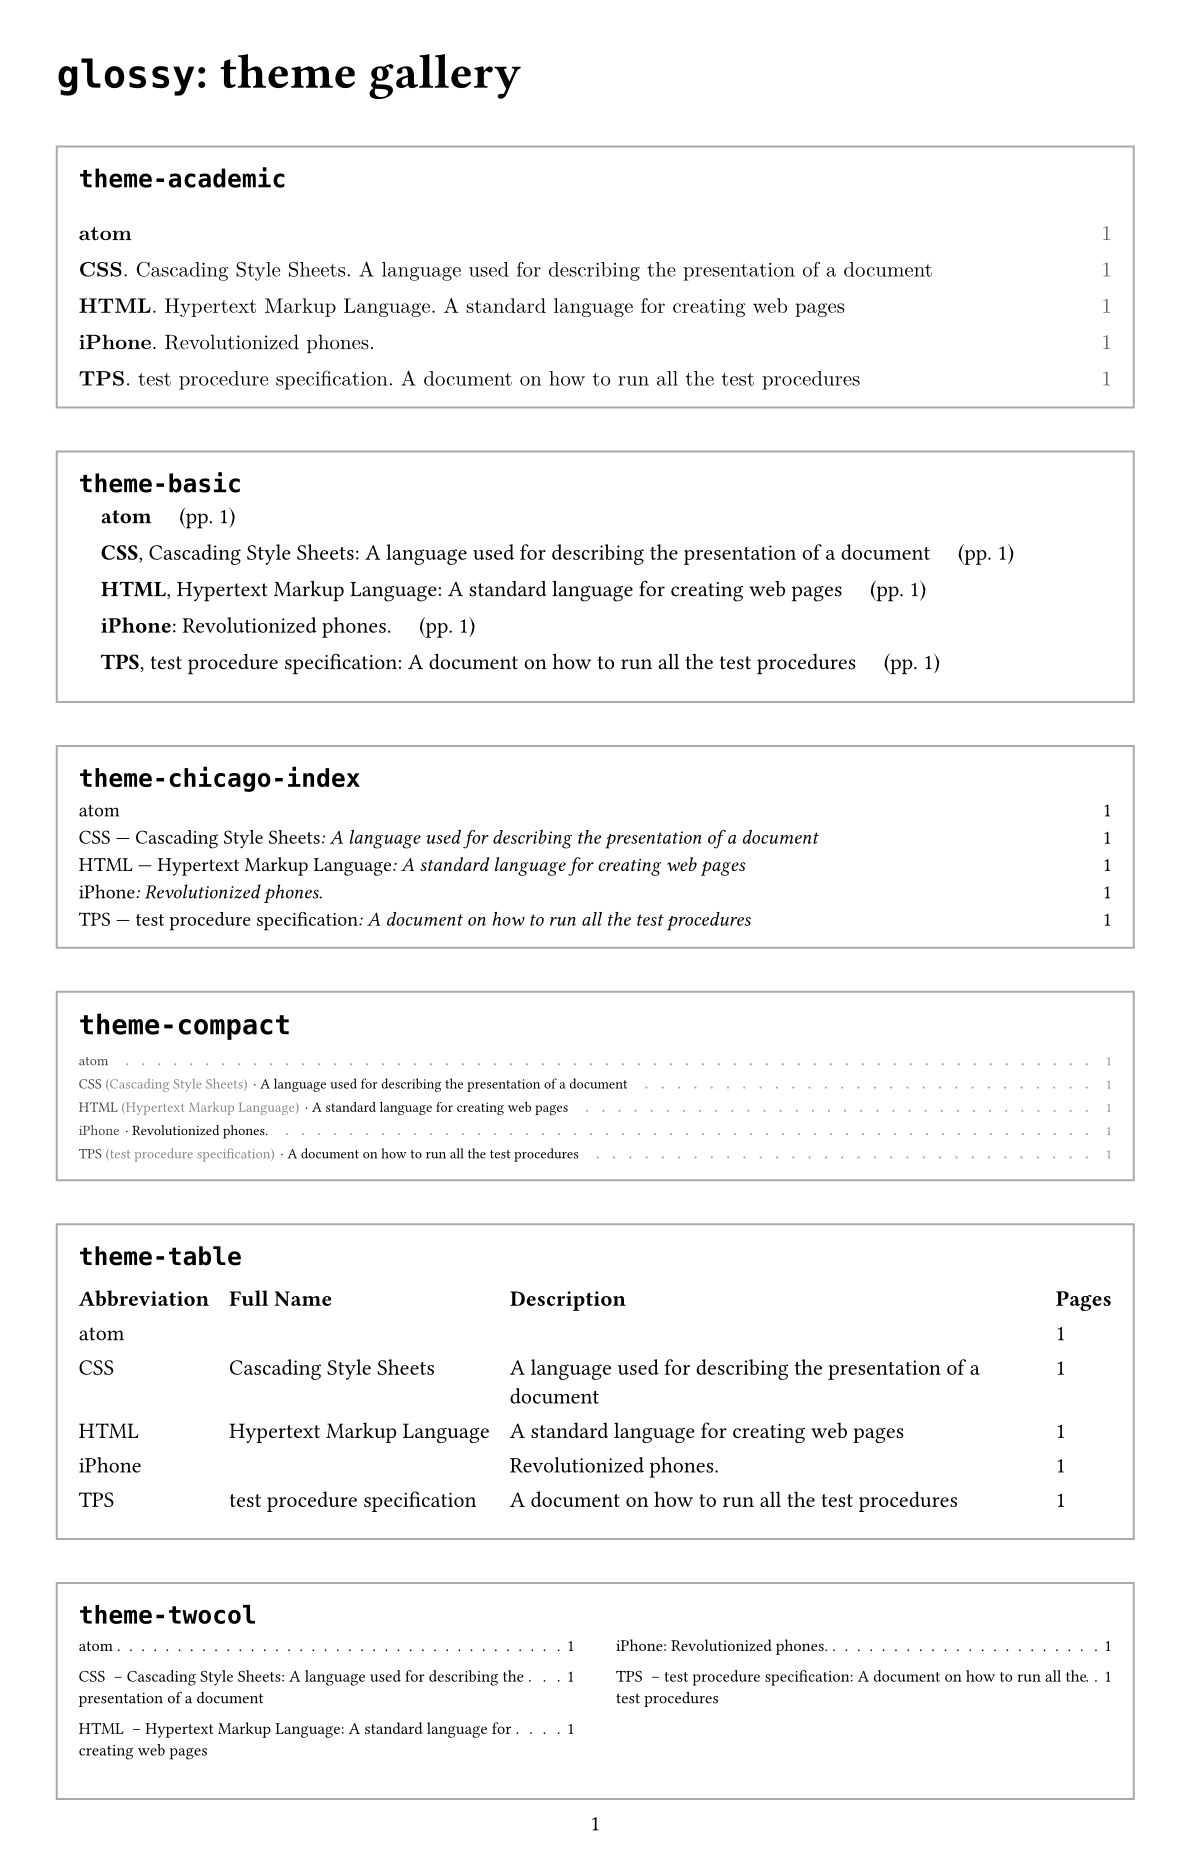 glossy: theme gallery
theme-academic
atom 1
CSS. Cascading Style Sheets. A language used for describing the presentation of a document 1
HTML. Hypertext Markup Language. A standard language for creating web pages 1
iPhone. Revolutionized phones. 1
TPS. test procedure specification. A document on how to run all the test procedures 1
theme-basic
atom (pp. 1)
CSS, Cascading Style Sheets: A language used for describing the presentation of a document (pp. 1)
HTML, Hypertext Markup Language: A standard language for creating web pages (pp. 1)
iPhone: Revolutionized phones. (pp. 1)
TPS, test procedure specification: A document on how to run all the test procedures (pp. 1)
theme-chicago-index
atom 1
CSS — Cascading Style Sheets: A language used for describing the presentation of a document 1
HTML — Hypertext Markup Language: A standard language for creating web pages 1
iPhone: Revolutionized phones. 1
TPS — test procedure specification: A document on how to run all the test procedures 1
theme-compact
atom . . . . . . . . . . . . . . . . . . . . . . . . . . . . . . . . . . . . . . . . . . . . . . . . . . . . . . . . . . . . . 1
CSS (Cascading Style Sheets) · A language used for describing the presentation of a document . . . . . . . . . . . . . . . . . . . . . . . . . . . . 1
HTML (Hypertext Markup Language) · A standard language for creating web pages . . . . . . . . . . . . . . . . . . . . . . . . . . . . . . . . 1
iPhone · Revolutionized phones. . . . . . . . . . . . . . . . . . . . . . . . . . . . . . . . . . . . . . . . . . . . . . . . . . . . 1
TPS (test procedure specification) · A document on how to run all the test procedures . . . . . . . . . . . . . . . . . . . . . . . . . . . . . . . 1
theme-table
Abbreviation Full Name Description Pages
atom 1
CSS Cascading Style Sheets A language used for describing the presentation of a 1
document
HTML Hypertext Markup Language A standard language for creating web pages 1
iPhone Revolutionized phones. 1
TPS test procedure specification A document on how to run all the test procedures 1
theme-twocol
atom . . . . . . . . . . . . . . . . . . . . . . . . . . . . . . . . . . . . . 1
CSS – Cascading Style Sheets: A language used for describing the . . . . 1
presentation of a document
HTML – Hypertext Markup Language: A standard language for . . . . . 1
creating web pages
iPhone: Revolutionized phones. . . . . . . . . . . . . . . . . . . . . . . . 1
TPS – test procedure specification: A document on how to run all the. . 1
test procedures
1